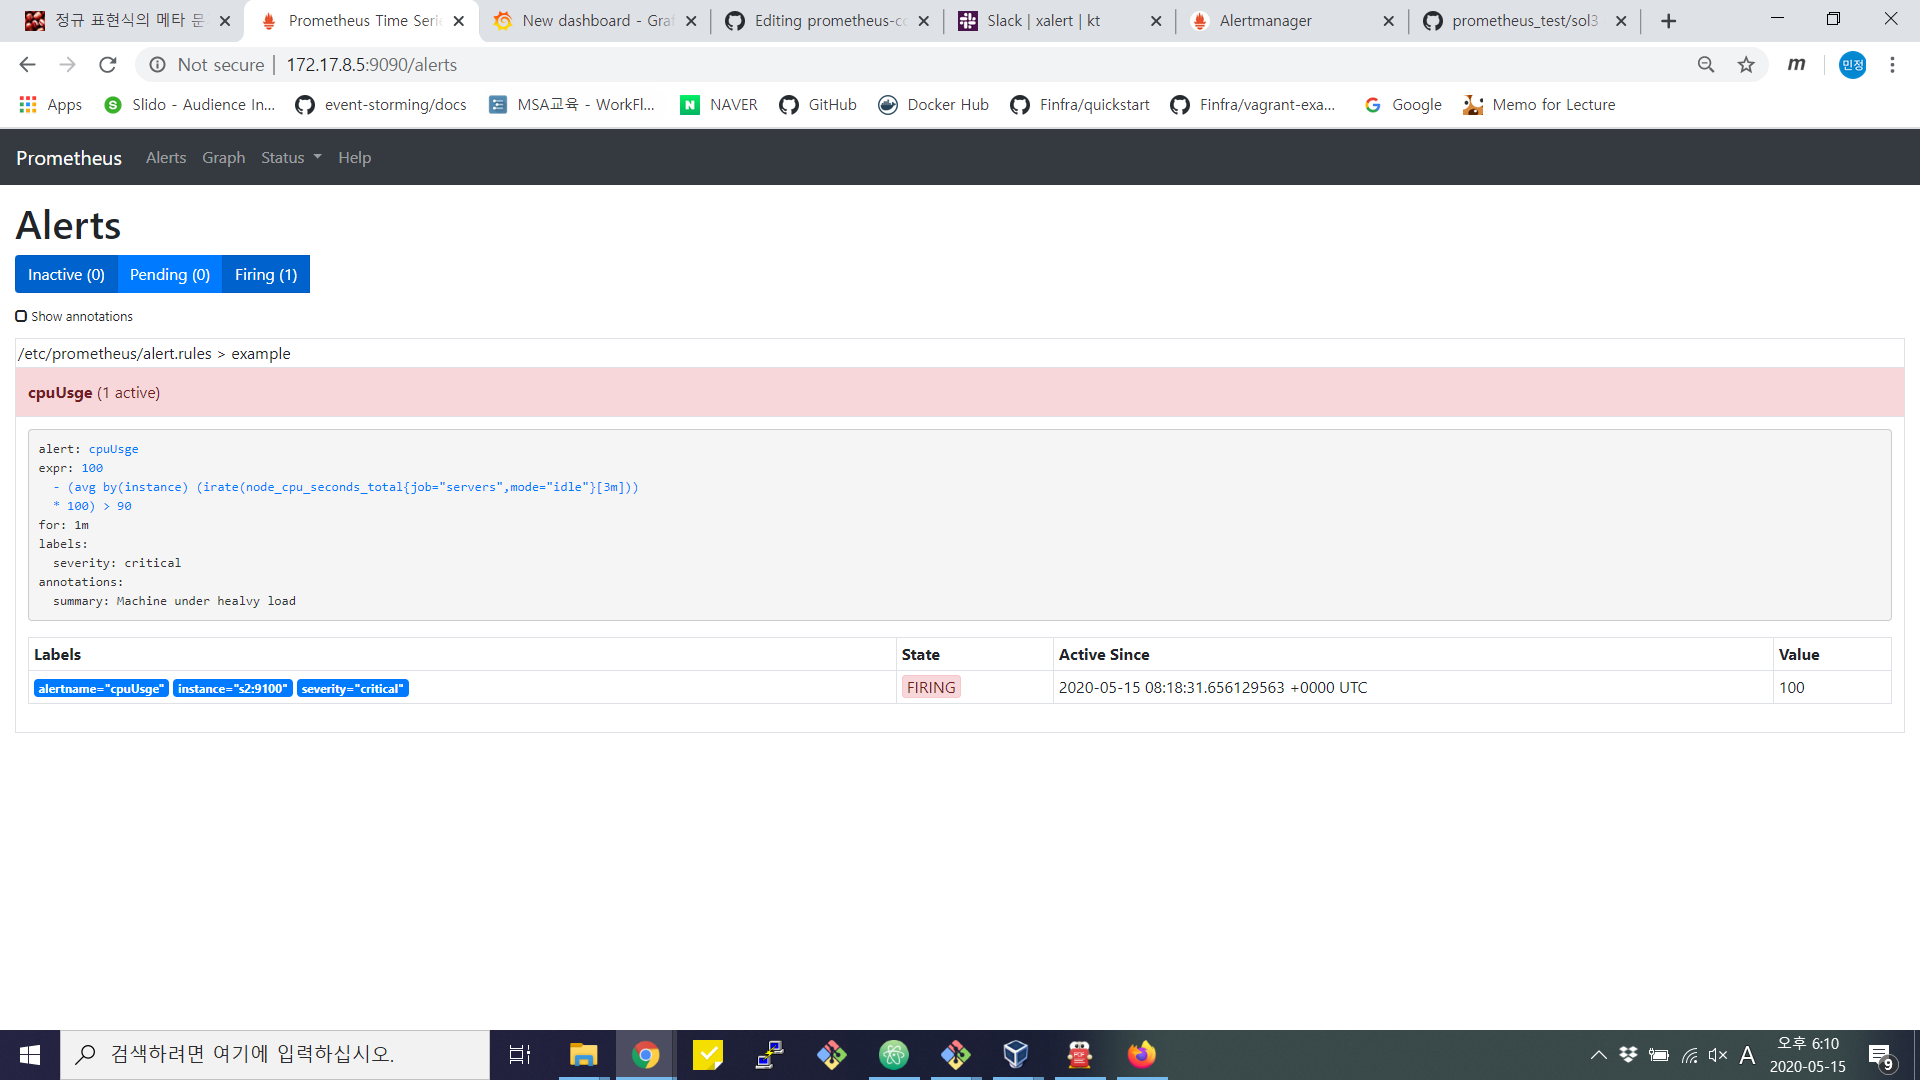 정규 표현식의 메타 문
Prometheus Time Serie
New dashboard - Graf
Editing prometheus-co
Slack | xalert | kt
Alertmanager
prometheus_test/sol3
Not secure | 172.17.8.5:9090/alerts
m
민정
Apps
Slido - Audience In...
event-storming/docs
MSA교육 - WorkFl...
NAVER
GitHub
Docker Hub
Finfra/quickstart
Finfra/vagrant-exa...
Google
Memo for Lecture
Prometheus Alerts Graph Status Help
Alerts
Inactive (0) Pending (0) Firing (1)
Show annotations
/etc/prometheus/alert.rules > example
cpuUsge (1 active)
alert: cpuUsge
expr: 100
- (avg by(instance) (irate(node_cpu_seconds_total{job="servers",mode="idle"}[3m]))
* 100) > 90
for: 1m
labels:
severity: critical
annotations:
summary: Machine under healvy load
Labels State Active Since Value
alertname="cpuUsge" instance="s2:9100" severity="critical" FIRING 2020-05-15 08:18:31.656129563 +0000 UTC 100
검색하려면 여기에 입력하십시오.
A
오후 6:10
2020-05-15
9